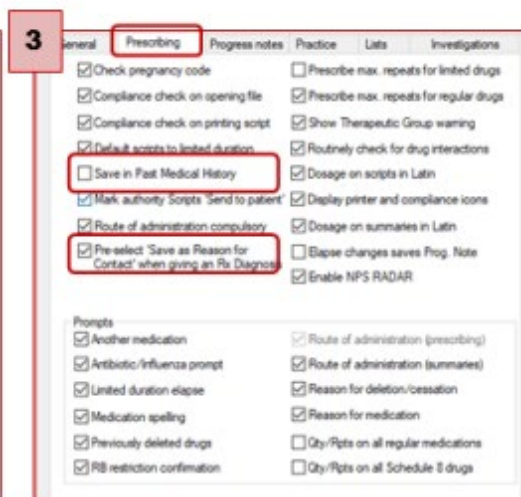 3
General Prescribing Progress notes Practice Lists Investigations
Check pregnancy code
Prescribe max. repeats for limited drugs
Compliance check on opening file
Prescribe max. repeats for regular drugs
Compliance check on printing script
Show Therapeutic Group warning
Default scripts to limited duration
Routinely check for drug interactions
Save in Past Medical History
Dosage on scripts in Latin
Mark authority Scripts 'Send to patient'
Display printer and compliance icons
Route of administration compulsory
Dosage on summaries in Latin
Pre-select 'Save as Reason for
Contact' when giving an Rx Diagnosis
Elapse changes saves Prog. Note
Enable NPS RADAR
Prompts
Another medication
Route of administration (prescribing)
Antibiotic/Influenza prompt
Route of administration (summaries)
Limited duration elapse
Reason for deletion/cessation
Medication spelling
Reason for medication
Previously deleted drugs
Qty/Rpts on all regular medications
RB restriction confirmation
Qty/Rpts on all Schedule 8 drugs